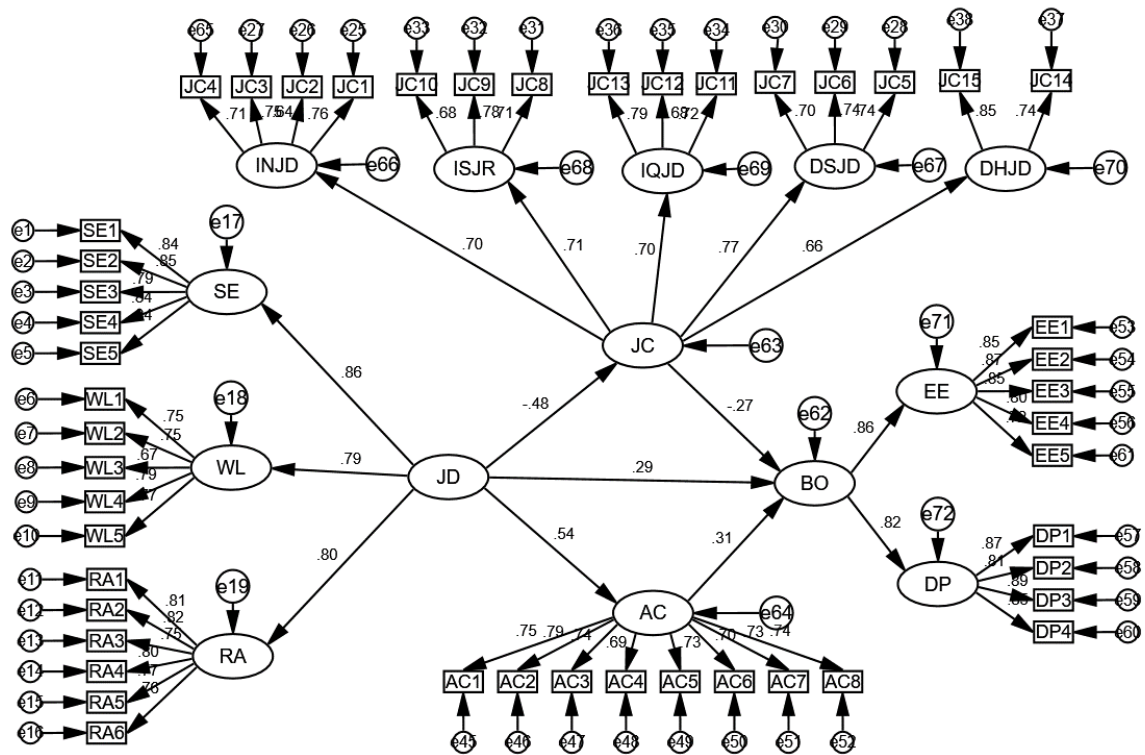 e65 e27 e26 e25 e33 e32 e31 e36 e35 e34 e30 e29 e28 e38 e37
JC4 JC3 JC2 JC1 JC10 JC9 JC8 JC13 JC12 JC11 JC7 JC6 JC5 JC15 JC14
.71 .64 .76 .68 .78 .71 .79 .68 .72 .70 .74 .74 .85 .74
INJD e66 ISJR e68 IQJD e69 DSJD e67 DHJD e70
.70 .71 .70 .77 .66
e17
e1 SE1 .84
e2 SE2 .85
e3 SE3 .79 SE
e4 SE4 .84
e5 SE5
JC e63
.86 -.48 -.27
e18
e6 WL1 .75
e7 WL2 .75
e8 WL3 .67 WL
e9 WL4 .79
e10 WL5
.79 JD .29 e62 BO
.80 .54 .31 .86 .82
e71
.85 EE1 e53
.87 EE2 e54
EE .85 EE3 e55
.80 EE4 e56
EE5 e61
e72
.87 DP1 e57
.81 DP2 e58
DP .89 DP3 e59
DP4 e60
e19
e11 RA1 .81
e12 RA2 .82
e13 RA3 .75
e14 RA4 .80 RA
e15 RA5
e16 RA6 .76
AC e64
.75 .79 .74 .69 .73 .70 .73 .74
AC1 AC2 AC3 AC4 AC5 AC6 AC7 AC8
e45 e46 e47 e48 e49 e50 e51 e52